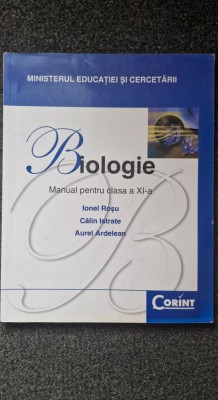 MINISTERUL EDUCAȚIEI ȘI CERCETĂRII
Biologie
Manual pentru clasa a XI-a
Ionel Roșu
Călin Istrate
Aurel Ardelean
CORINT